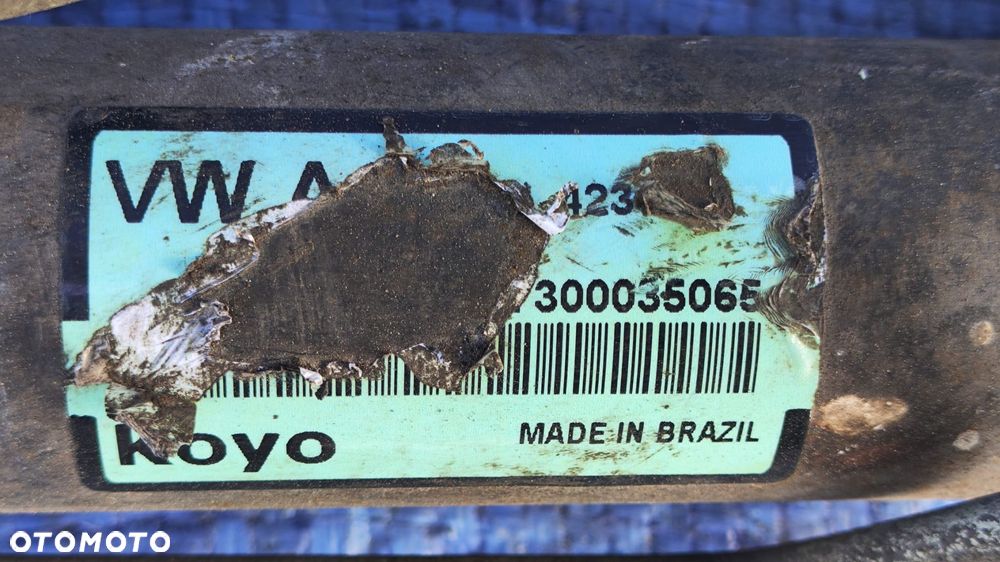 VW A 423
300035065
Koyo MADE IN BRAZIL
OTOMOTO